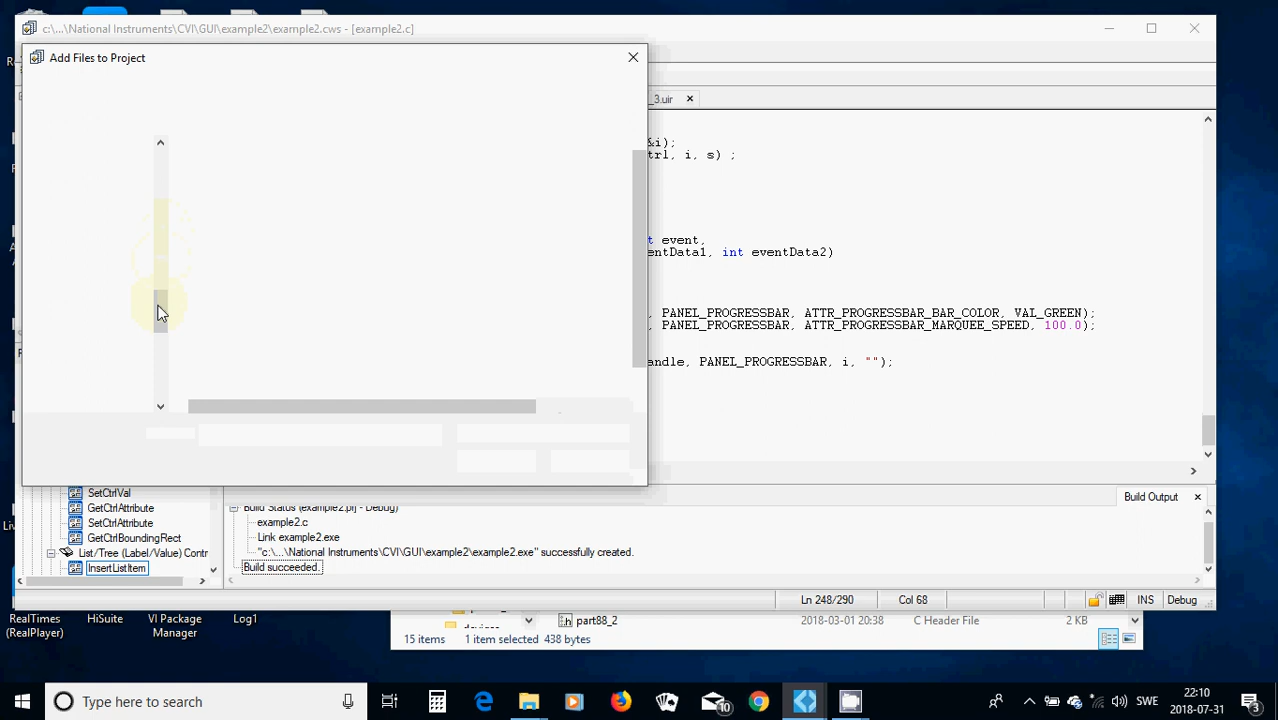 c:\...\National Instruments\CVI\GUI\example2\example2.cws - [example2.c]
Add Files to Project
_3.uir
&i);
trl, i, s) ;
t event,
entData1, int eventData2)
, PANEL_PROGRESSBAR, ATTR_PROGRESSBAR_BAR_COLOR, VAL_GREEN);
, PANEL_PROGRESSBAR, ATTR_PROGRESSBAR_MARQUEE_SPEED, 100.0);
andle, PANEL_PROGRESSBAR, i, "");
SetCtrlVal
GetCtrlAttribute
SetCtrlAttribute
GetCtrlBoundingRect
List/Tree (Label/Value) Contr
InsertListItem
Build Output
Build Status (example2.prj - Debug)
example2.c
Link example2.exe
"c:\...\National Instruments\CVI\GUI\example2\example2.exe" successfully created.
Build succeeded.
Ln 248/290
Col 68
INS
Debug
RealTimes
(RealPlayer)
HiSuite
VI Package
Manager
Log1
part88_2
2018-03-01 20:38
C Header File
2 KB
15 items
1 item selected 438 bytes
Type here to search
10
SWE
22:10
2018-07-31
3